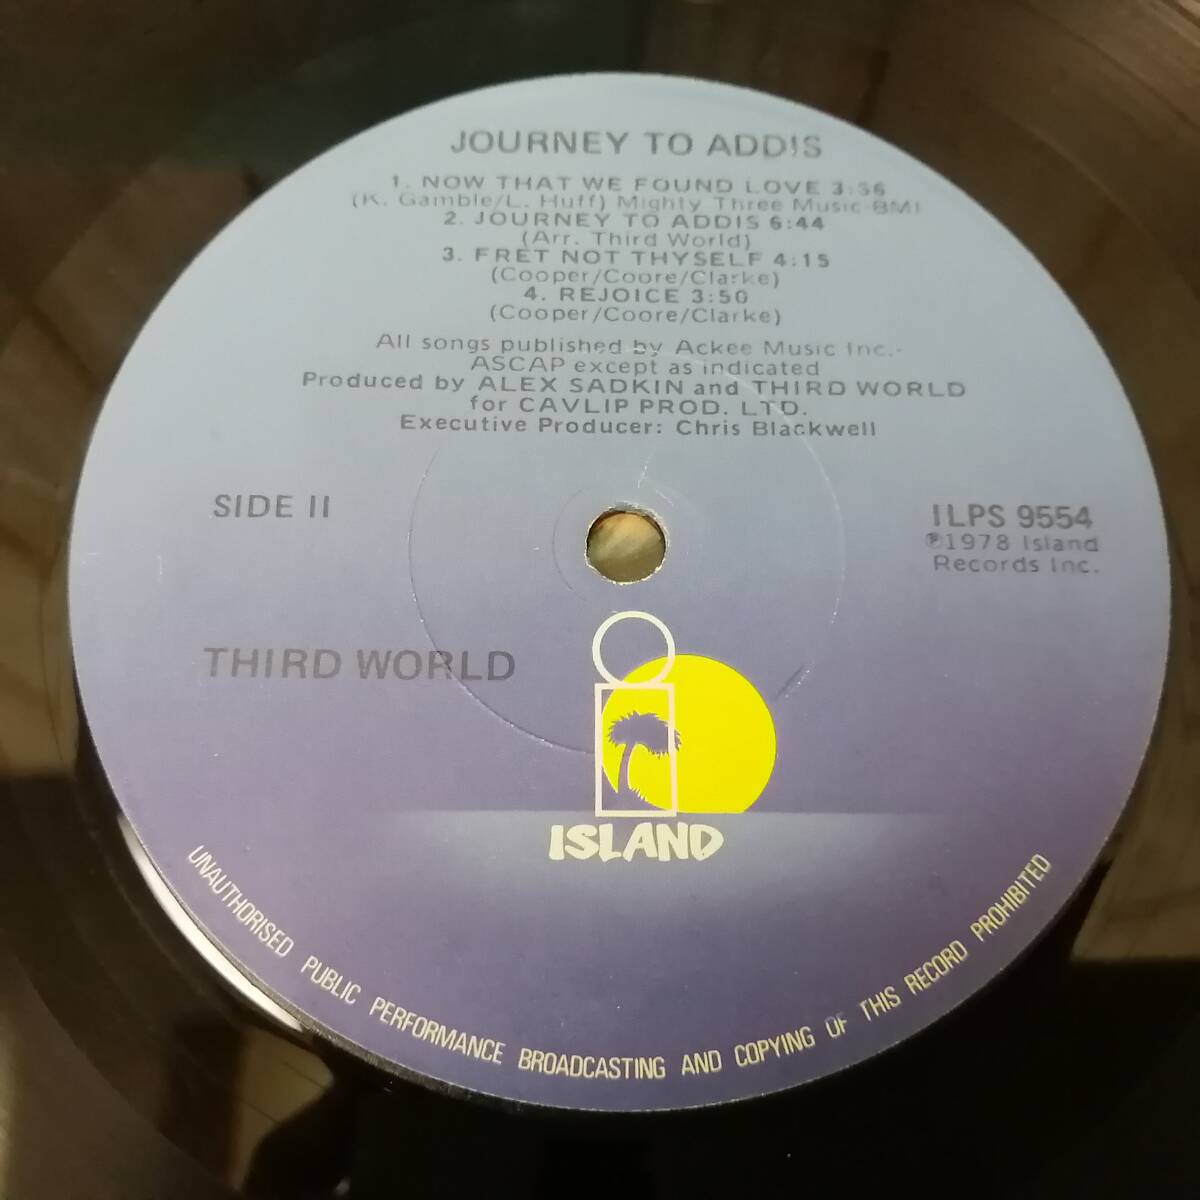 JOURNEY TO ADDIS
1. NOW THAT WE FOUND LOVE 3:56
(K. Gamble/L. Huff) Mighty Three Music-BMI
2. JOURNEY TO ADDIS 6:44
(Arr. Third World)
3. FRET NOT THYSELF 4:15
(Cooper/Coore/Clarke)
4. REJOICE 3:50
(Cooper/Coore/Clarke)
All songs published by Ackee Music Inc.-
ASCAP except as indicated
Produced by ALEX SADKIN and THIRD WORLD
for CAVLIP PROD. LTD.
Executive Producer: Chris Blackwell
SIDE II
ILPS 9554
℗1978 Island
Records Inc.
THIRD WORLD
ISLAND
UNAUTHORISED PUBLIC PERFORMANCE BROADCASTING AND COPYING OF THIS RECORD PROHIBITED